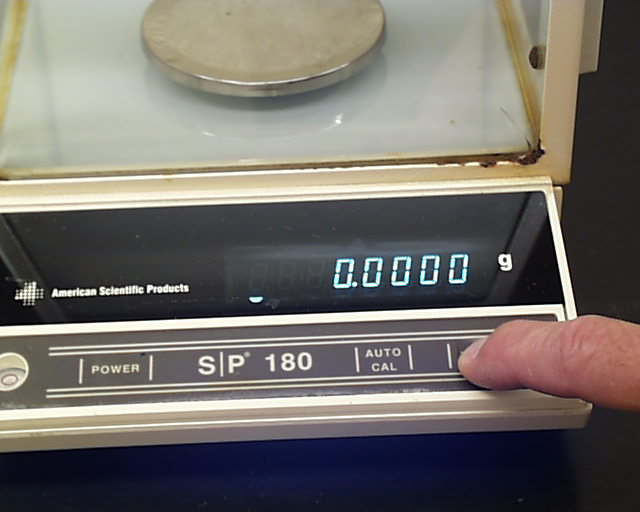 0.0000 g
American Scientific Products
POWER
S|P® 180
AUTO
CAL